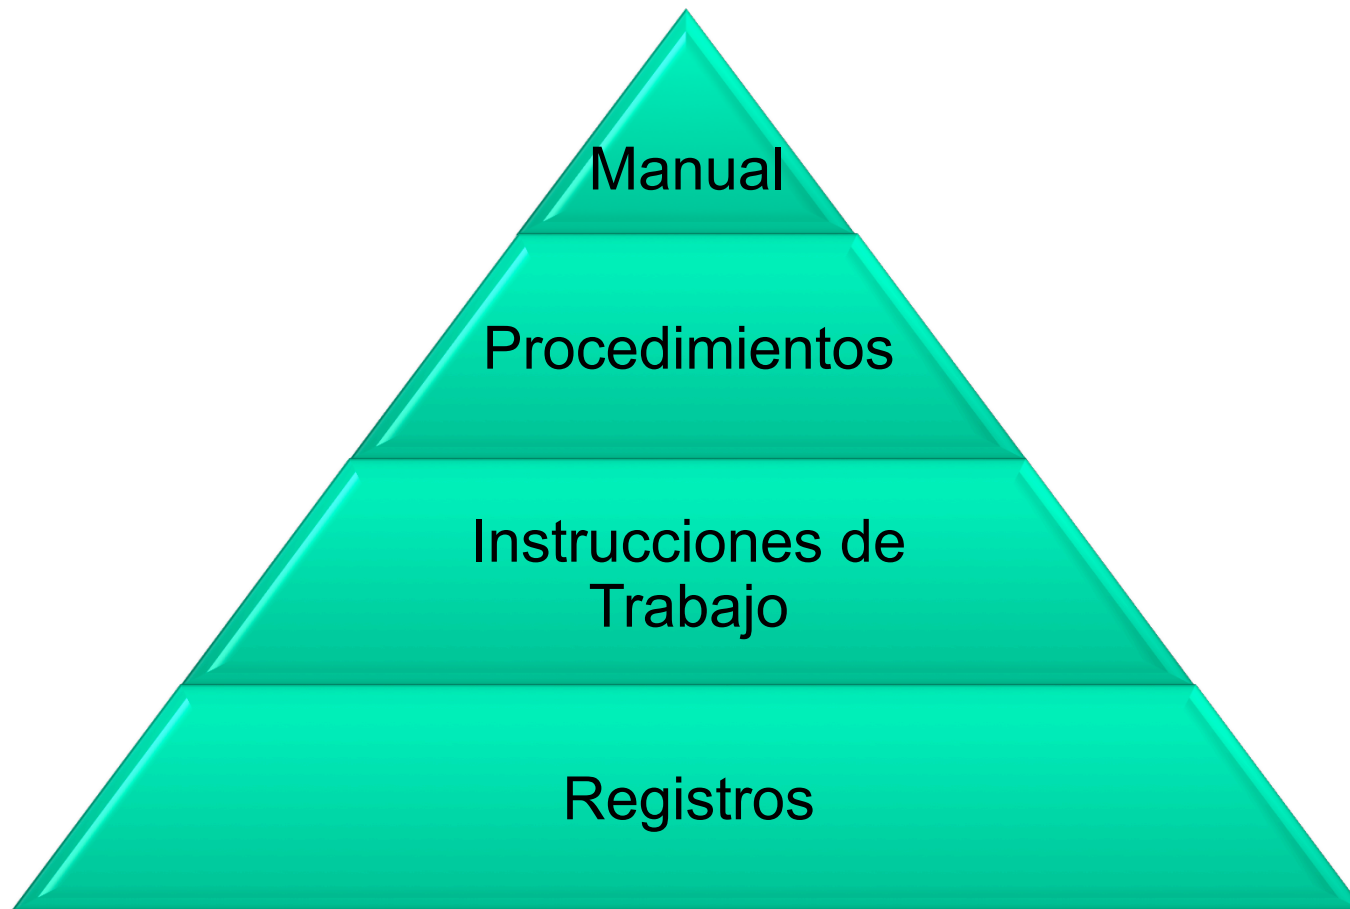 Manual
Procedimientos
Instrucciones de
Trabajo
Registros